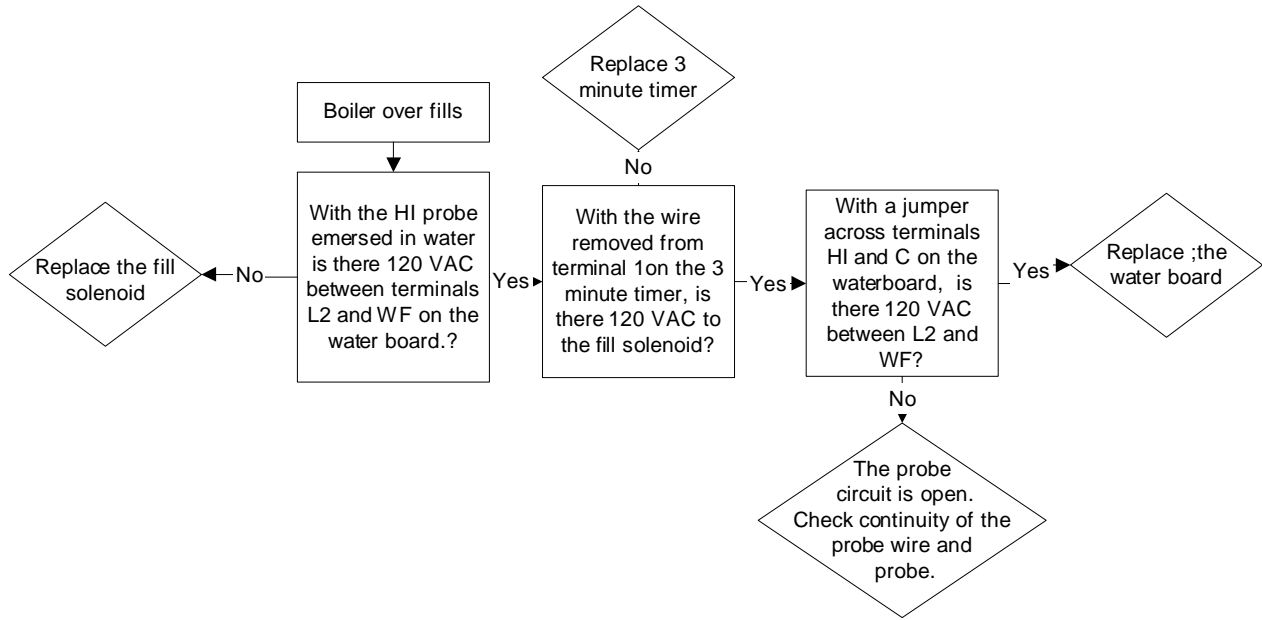 Replace 3
minute timer
Boiler over fills
No
With the HI probe
emersed in water
is there 120 VAC
between terminals
L2 and WF on the
water board.?
With the wire
removed from
terminal 1on the 3
minute timer, is
there 120 VAC to
the fill solenoid?
With a jumper
across terminals
HI and C on the
waterboard, is
there 120 VAC
between L2 and
WF?
Replace the fill
solenoid
No
Yes
Yes
Yes
Replace ;the
water board
No
The probe
circuit is open.
Check continuity of the
probe wire and
probe.